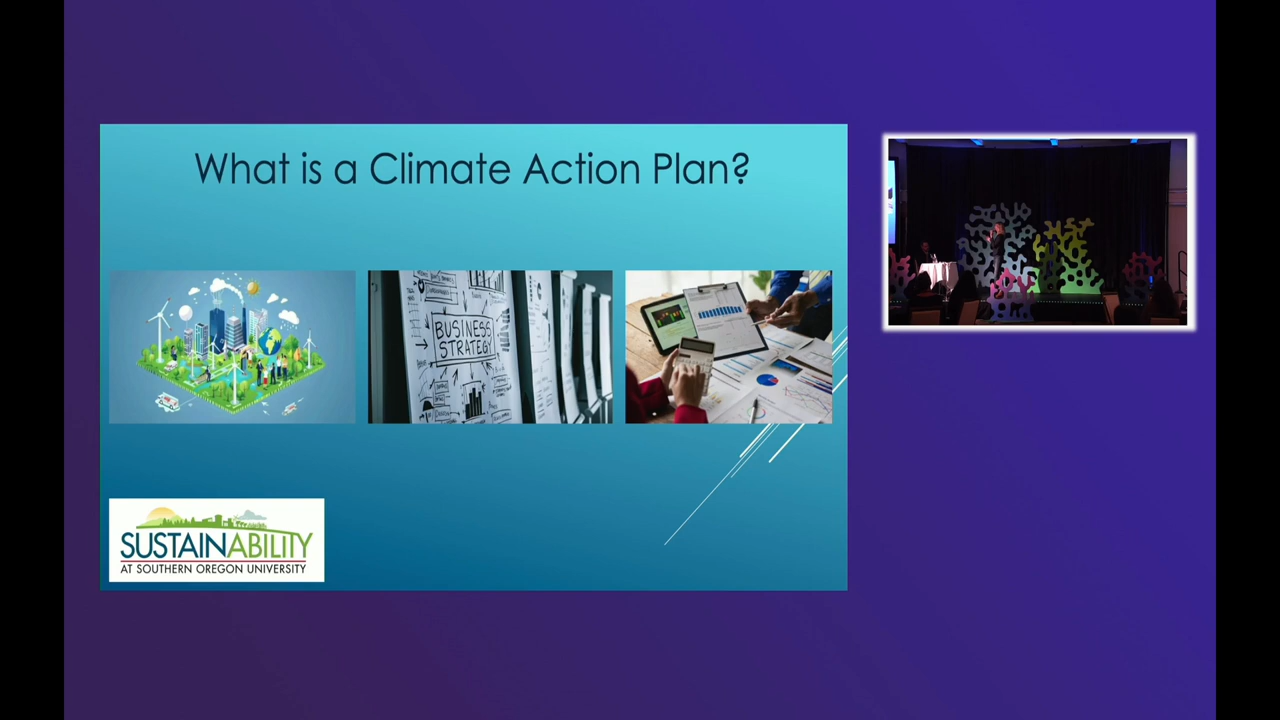 What is a Climate Action Plan?
BUSINESS
STRATEGY
SUSTAINABILITY
AT SOUTHERN OREGON UNIVERSITY